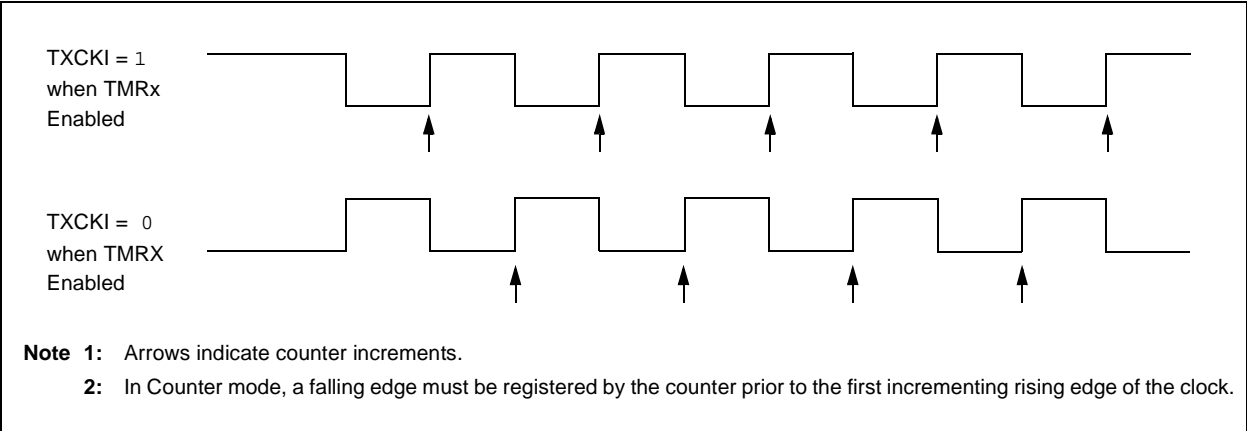 TXCKI = 1
when TMRx
Enabled
TXCKI = 0
when TMRX
Enabled
Note 1: Arrows indicate counter increments.
2: In Counter mode, a falling edge must be registered by the counter prior to the first incrementing rising edge of the clock.